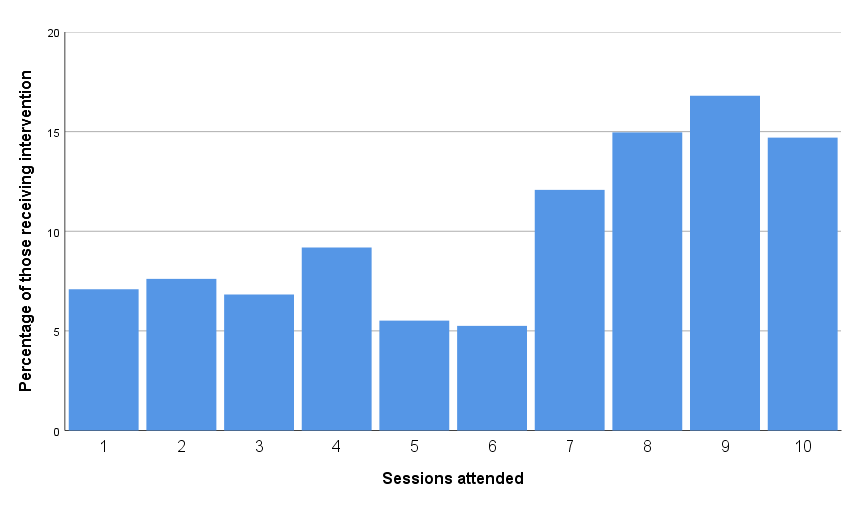 Percentage of those receiving intervention
20
15
10
5
0
1 2 3 4 5 6 7 8 9 10
Sessions attended